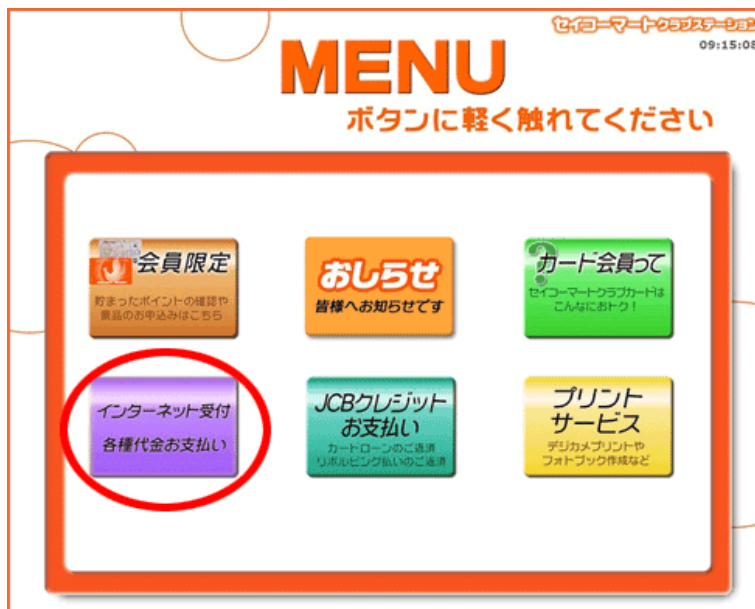 セイコーマートクラブステーション
09:15:08
MENU
ボタンに軽く触れてください
会員限定
貯まったポイントの確認や
景品のお申込みはこちら
おしらせ
皆様へお知らせです
?
カード会員って
セイコーマートクラブカードは
こんなにおトク！
インターネット受付
各種代金お支払い
JCBクレジット
お支払い
カードローンのご返済
リボルビング払いのご返済
プリント
サービス
デジカメプリントや
フォトブック作成など